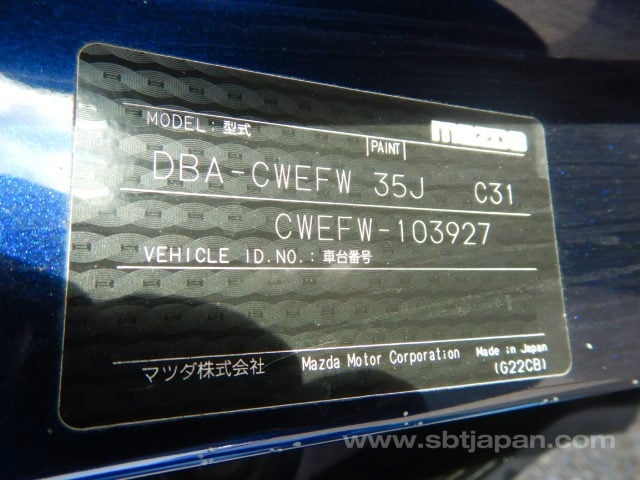 MODEL: 型式
PAINT
mazda
DBA-CWEFW 35J C31
CWEFW-103927
VEHICLE ID.NO.: 車台番号
マツダ株式会社 Mazda Motor Corporation Made in Japan
(G22CB)
www.sbtjapan.com